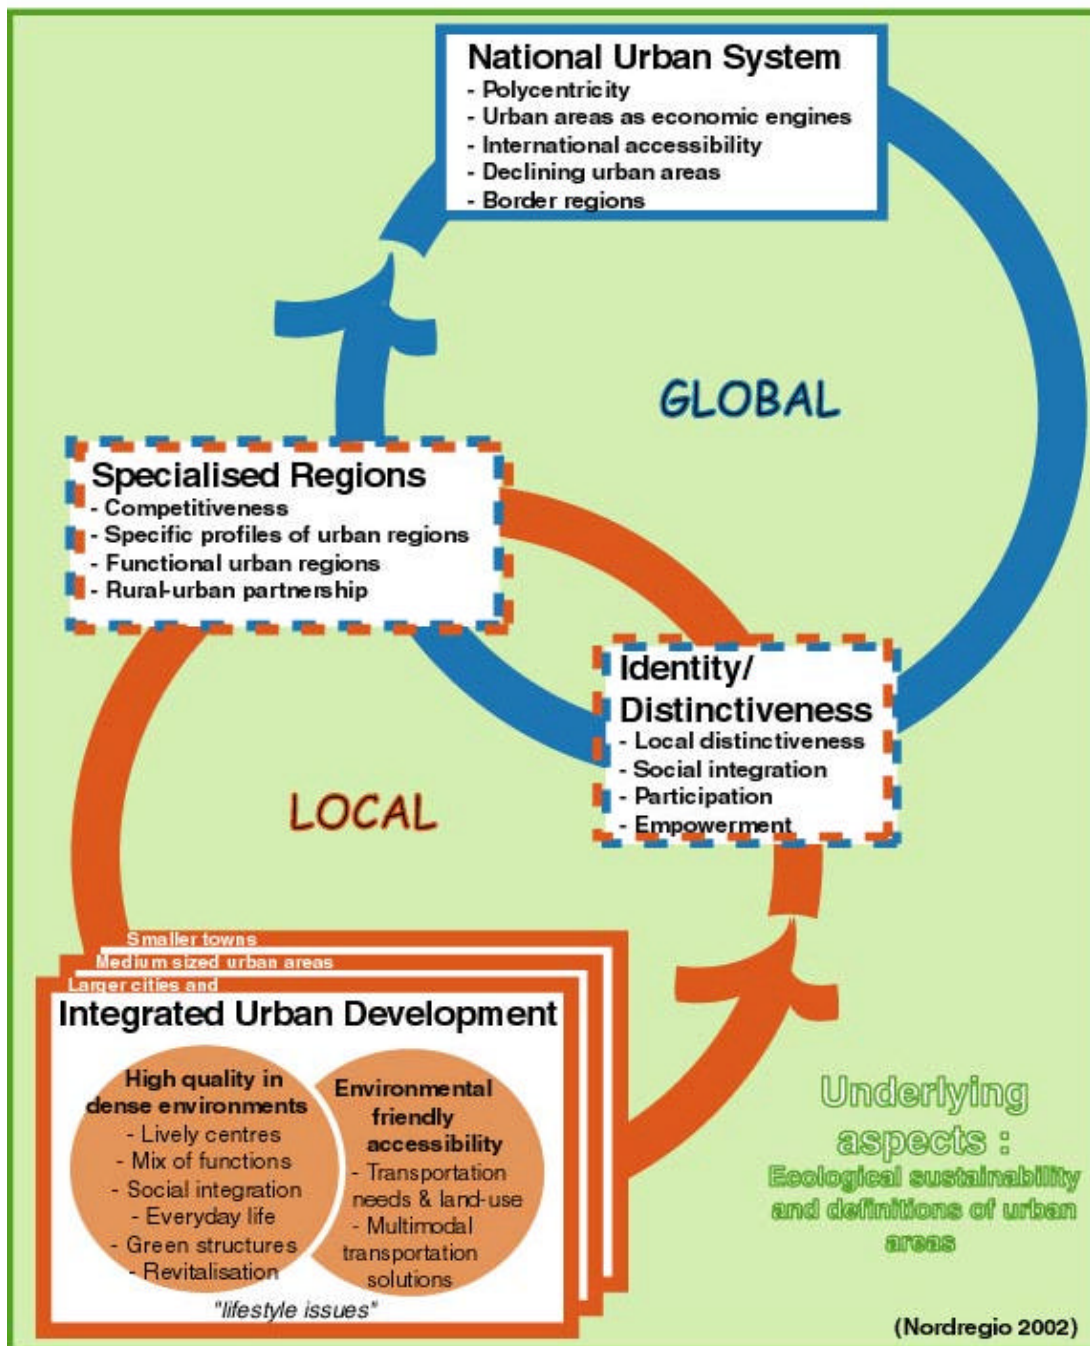 National Urban System
- Polycentricity
- Urban areas as economic engines
- International accessibility
- Declining urban areas
- Border regions
GLOBAL
Specialised Regions
- Competitiveness
- Specific profiles of urban regions
- Functional urban regions
- Rural-urban partnership
Identity/
Distinctiveness
- Local distinctiveness
- Social integration
- Participation
- Empowerment
LOCAL
Smaller towns
Medium sized urban areas
Larger cities and
Integrated Urban Development
High quality in
dense environments
- Lively centres
- Mix of functions
- Social integration
- Everyday life
- Green structures
- Revitalisation
Environmental
friendly
accessibility
- Transportation
needs & land-use
- Multimodal
transportation
solutions
"lifestyle issues"
Underlying
aspects :
Ecological sustainability
and definitions of urban
areas
(Nordregio 2002)